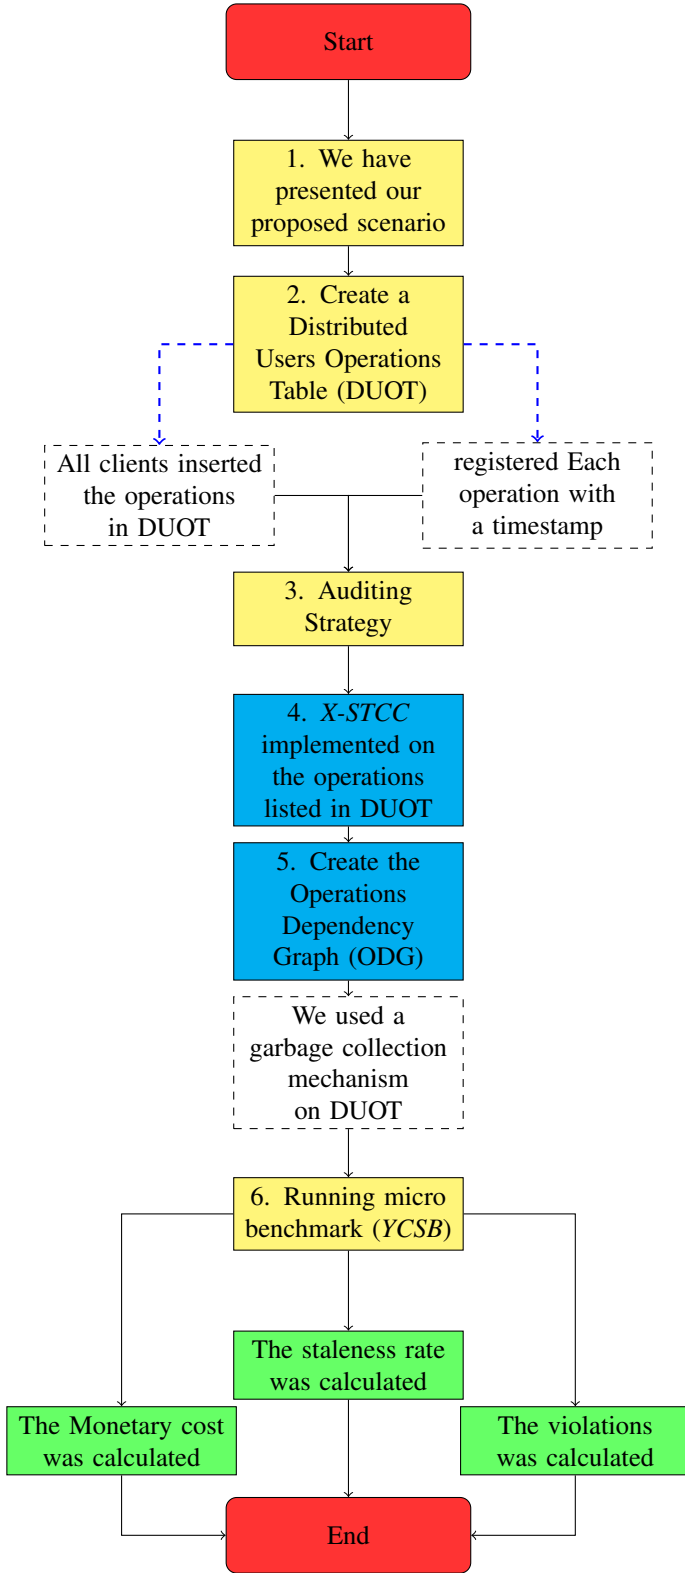 Start
1. We have
presented our
proposed scenario
2. Create a
Distributed
Users Operations
Table (DUOT)
All clients inserted
the operations
in DUOT
registered Each
operation with
a timestamp
3. Auditing
Strategy
4. X-STCC
implemented on
the operations
listed in DUOT
5. Create the
Operations
Dependency
Graph (ODG)
We used a
garbage collection
mechanism
on DUOT
6. Running micro
benchmark (YCSB)
The staleness rate
was calculated
The Monetary cost
was calculated
The violations
was calculated
End